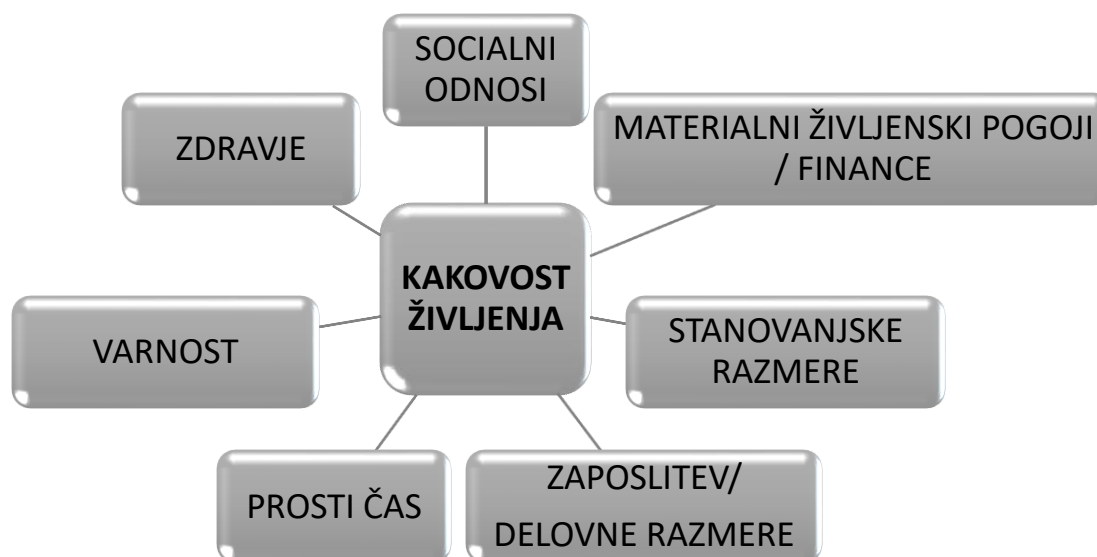 SOCIALNI
ODNOSI
ZDRAVJE
MATERIALNI ŽIVLJENSKI POGOJI
/ FINANCE
KAKOVOST
ŽIVLJENJA
VARNOST
STANOVANJSKE
RAZMERE
PROSTI ČAS
ZAPOSLITEV/
DELOVNE RAZMERE